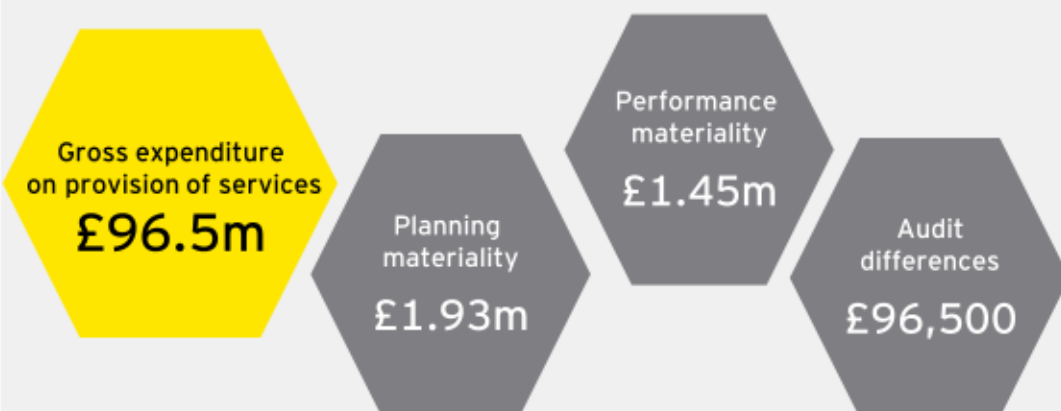 Gross expenditure
on provision of services
£96.5m
Planning
materiality
£1.93m
Performance
materiality
£1.45m
Audit
differences
£96,500